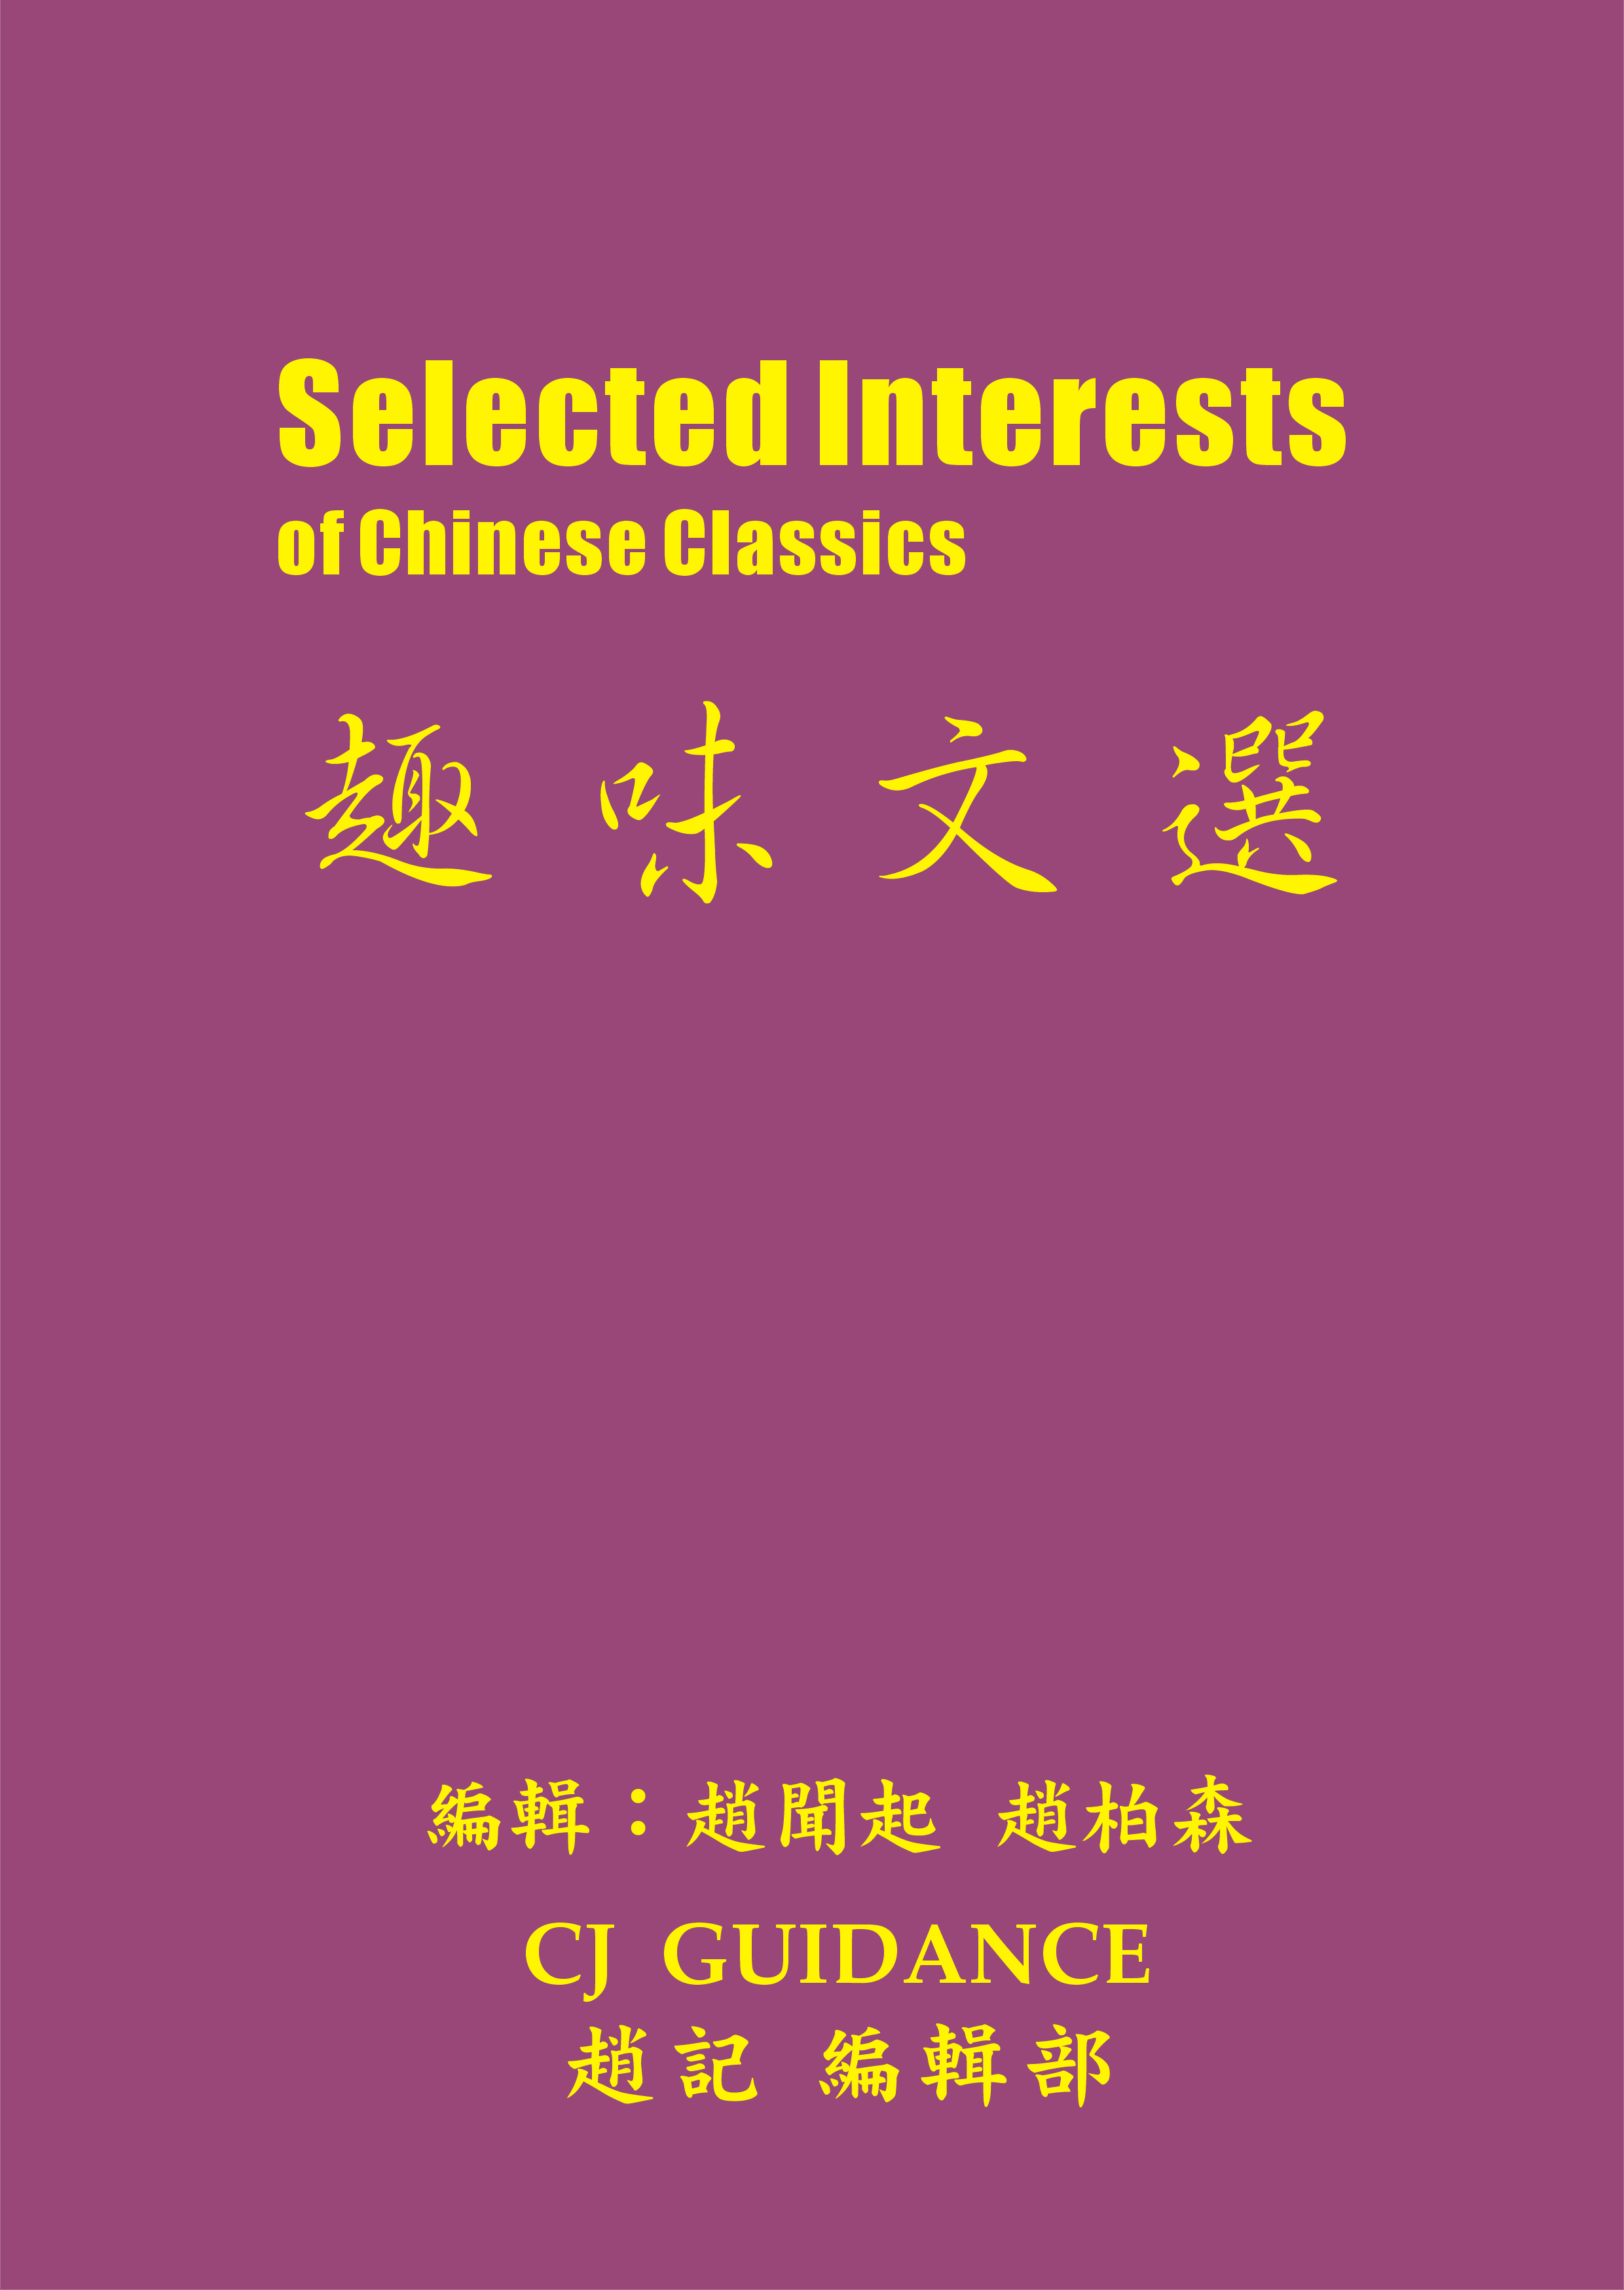 Selected Interests
of Chinese Classics
趣味文選
編輯：趙聞起 趙柏森
CJ GUIDANCE
趙記 編輯部